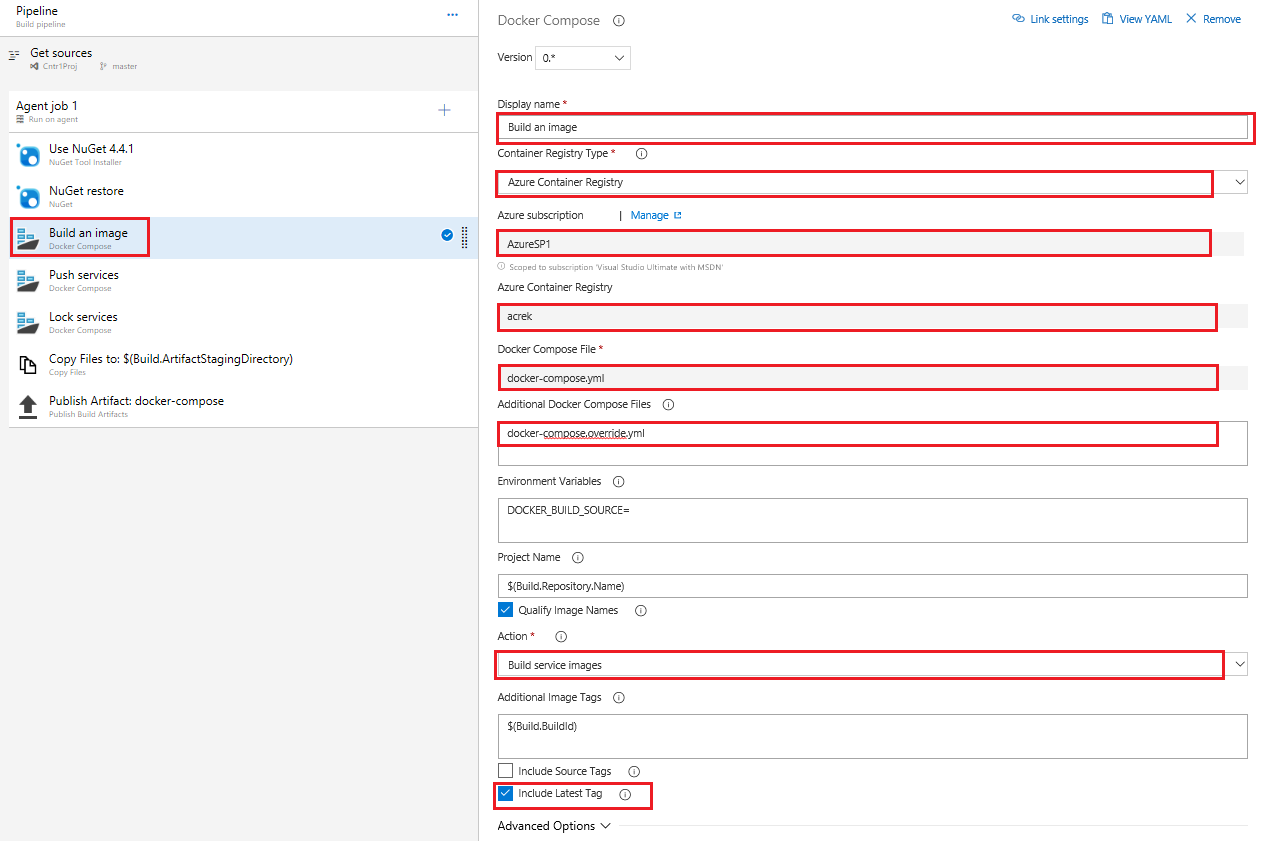 Pipeline
Build pipeline
...
Get sources
Cntr1Proj master
Agent job 1
Run on agent
Use NuGet 4.4.1
NuGet Tool Installer
NuGet restore
NuGet
Build an image
Docker Compose
Push services
Docker Compose
Lock services
Docker Compose
Copy Files to: $(Build.ArtifactStagingDirectory)
Copy Files
Publish Artifact: docker-compose
Publish Build Artifacts
Docker Compose
Link settings View YAML Remove
Version 0.*
Display name *
Build an image
Container Registry Type *
Azure Container Registry
Azure subscription | Manage
AzureSP1
Scoped to subscription 'Visual Studio Ultimate with MSDN'
Azure Container Registry
acrek
Docker Compose File *
docker-compose.yml
Additional Docker Compose Files
docker-compose.override.yml
Environment Variables
DOCKER_BUILD_SOURCE=
Project Name
$(Build.Repository.Name)
Qualify Image Names
Action *
Build service images
Additional Image Tags
$(Build.BuildId)
Include Source Tags
Include Latest Tag
Advanced Options